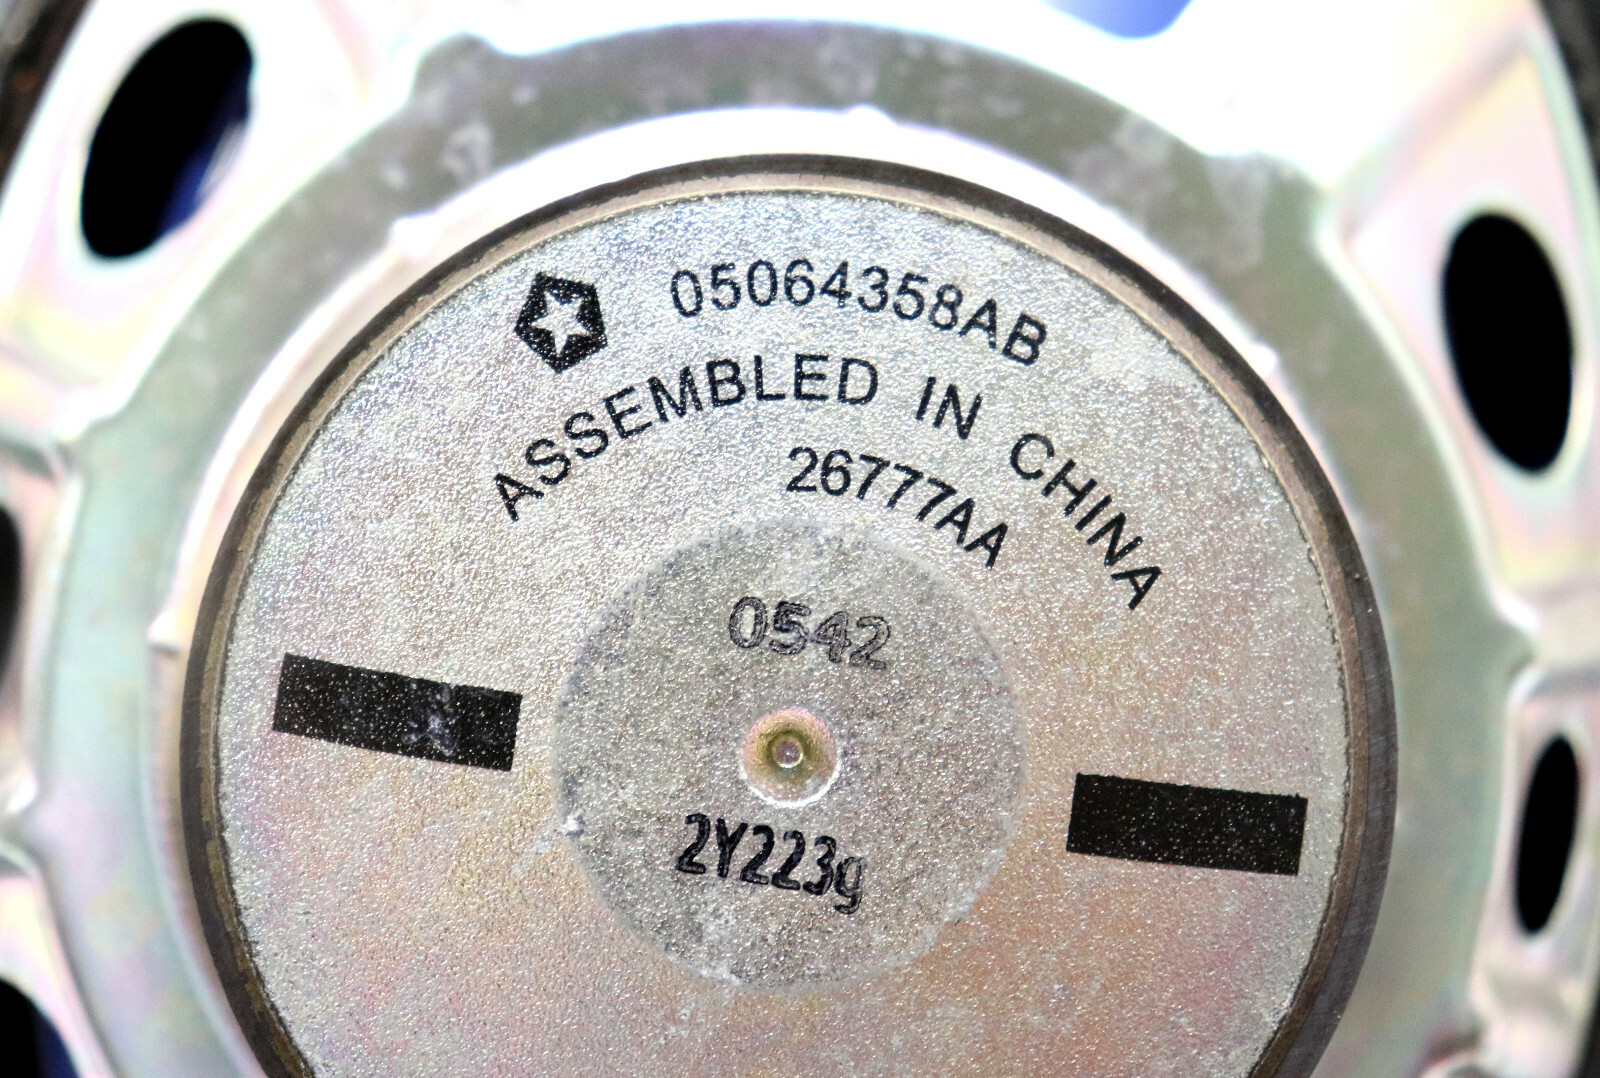 05064358AB
ASSEMBLED IN CHINA
26777AA
0542
2Y223g